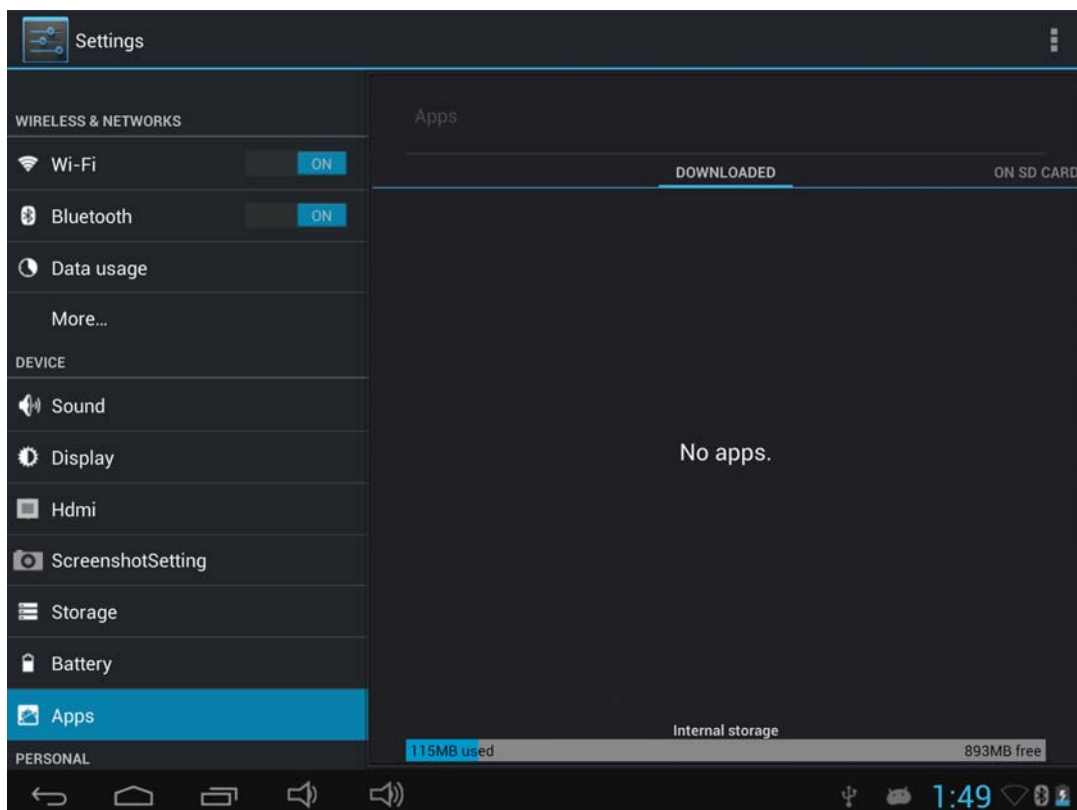 Settings
WIRELESS & NETWORKS
Wi-Fi ON
Bluetooth ON
Data usage
More...
DEVICE
Sound
Display
Hdmi
ScreenshotSetting
Storage
Battery
Apps
PERSONAL
Apps
DOWNLOADED ON SD CARD
No apps.
Internal storage
115MB used 893MB free
1:49